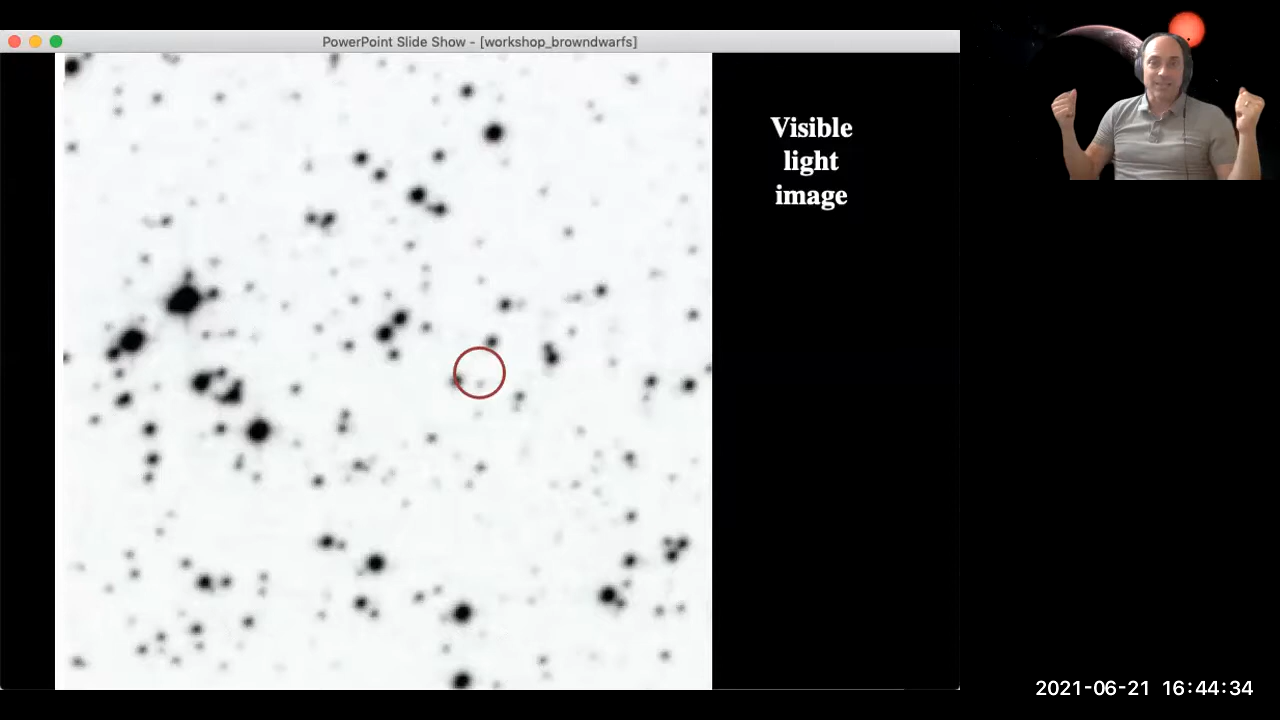 PowerPoint Slide Show - [workshop_browndwarfs]
Visible
light
image
2021-06-21 16:44:34